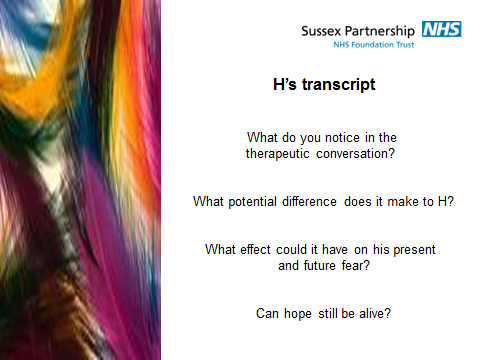 Sussex Partnership NHS
NHS Foundation Trust
H's transcript
What do you notice in the
therapeutic conversation?
What potential difference does it make to H?
What effect could it have on his present
and future fear?
Can hope still be alive?